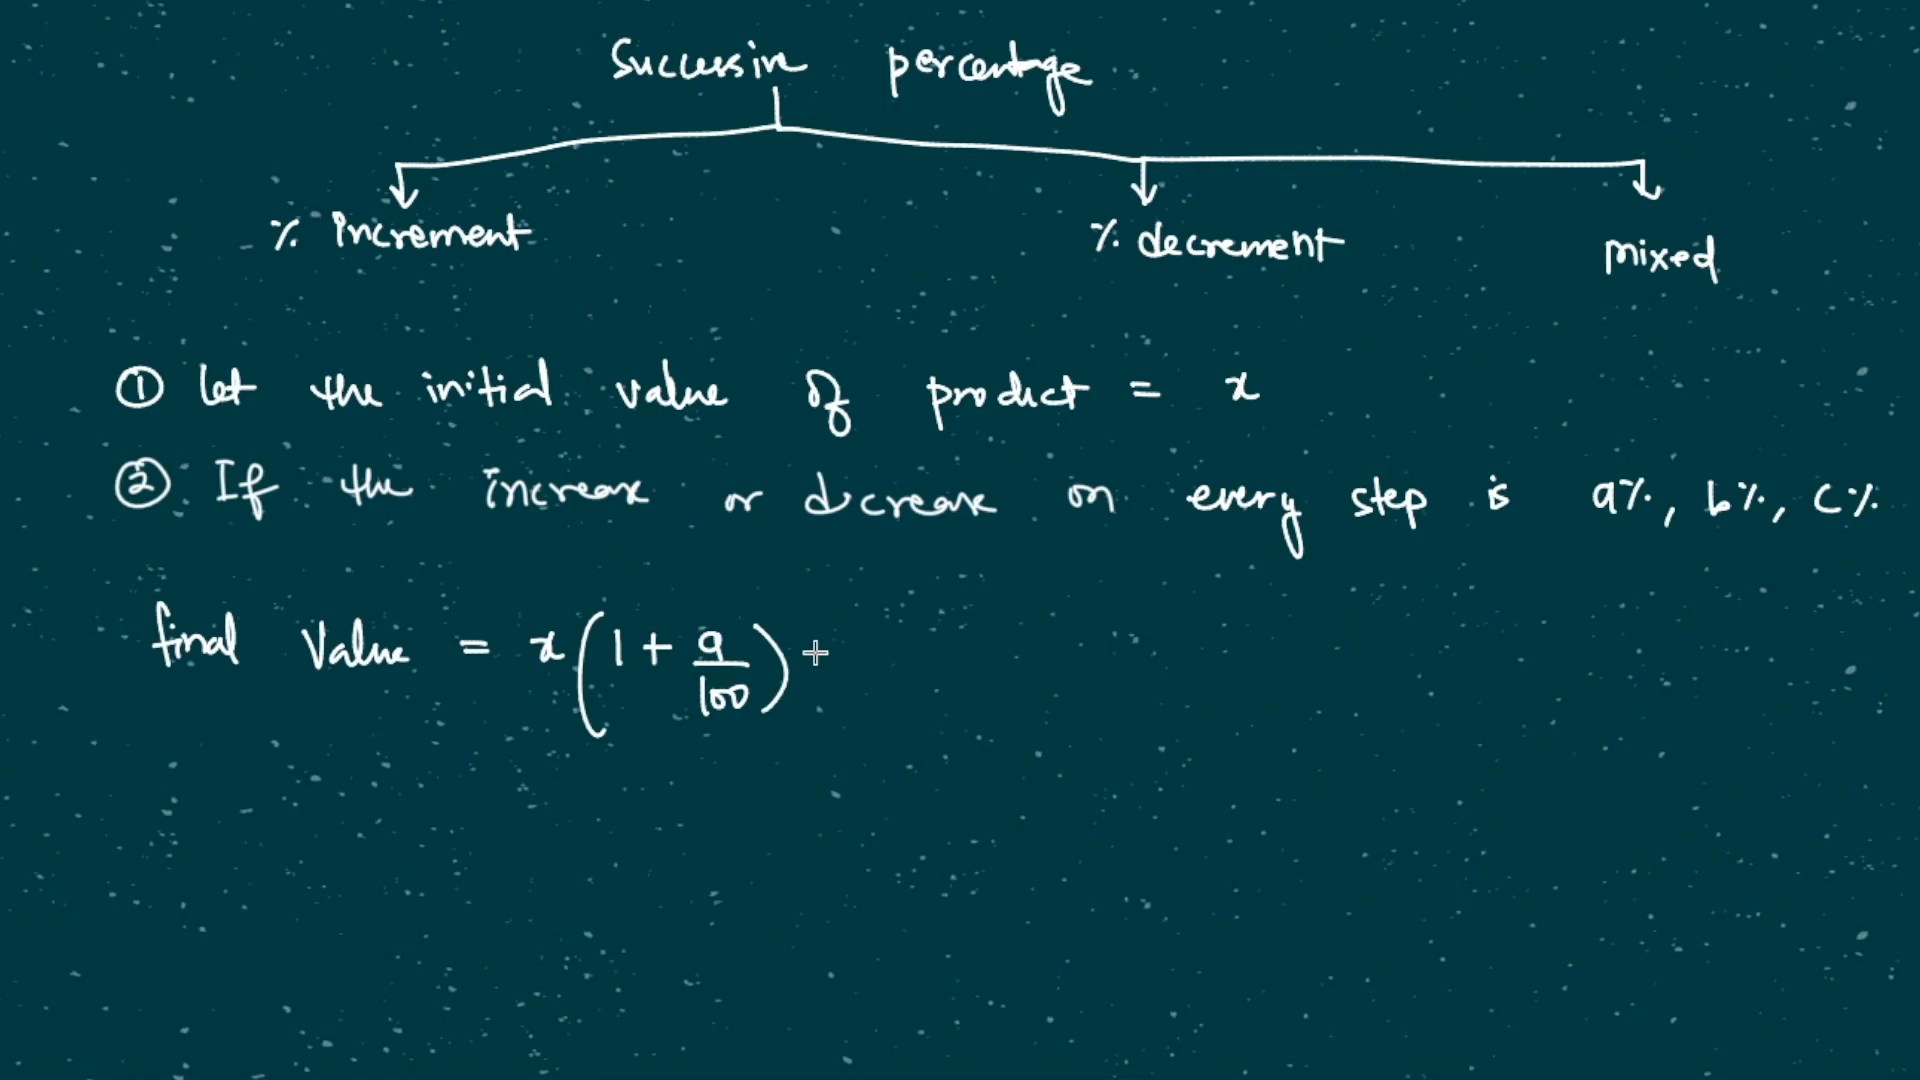 Successive percentage
% Increment % decrement mixed
① let the initial value of product = x
② If the increase or decrease on every step is a%, b%, c%
final Value = x(1 + a/100)